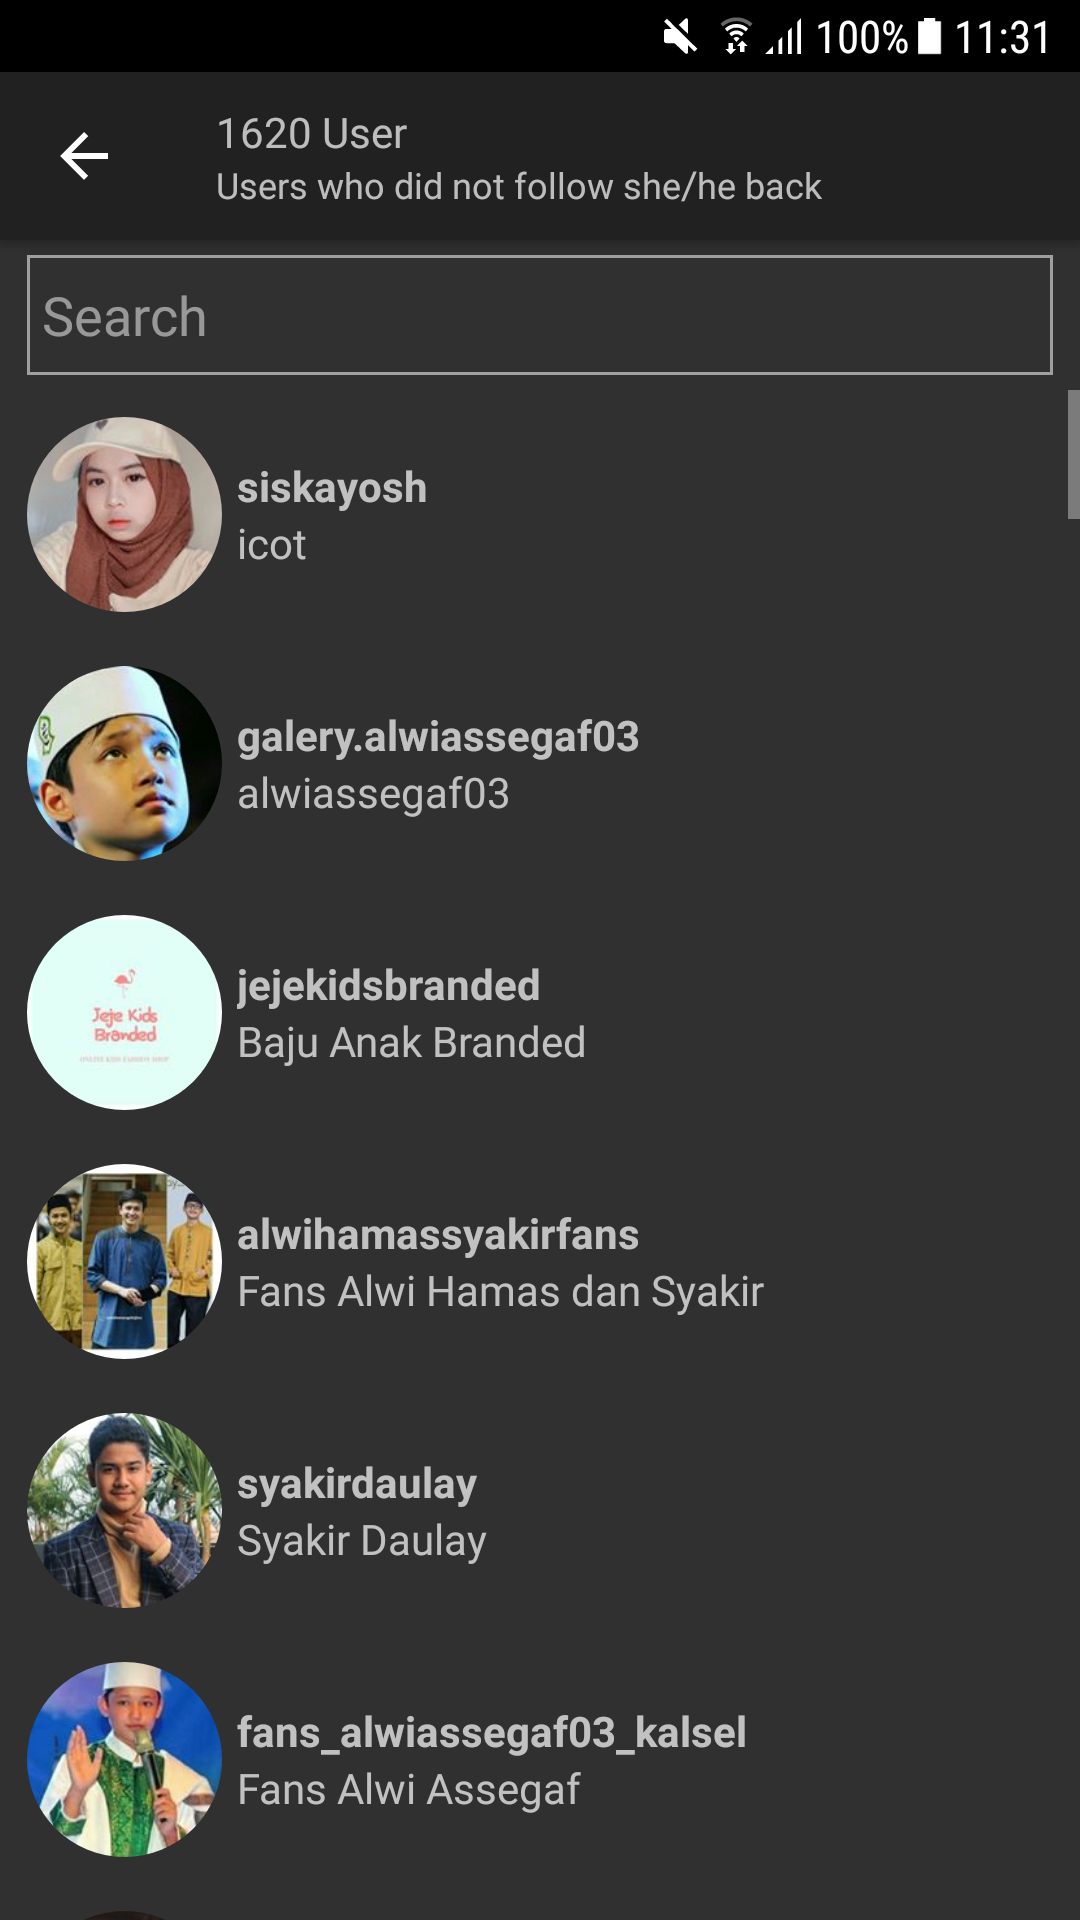 100% 11:31
1620 User
Users who did not follow she/he back
Search
siskayosh
icot
galery.alwiassegaf03
alwiassegaf03
jejekidsbranded
Baju Anak Branded
Jeje Kids
Branded
alwihamassyakirfans
Fans Alwi Hamas dan Syakir
syakirdaulay
Syakir Daulay
fans_alwiassegaf03_kalsel
Fans Alwi Assegaf